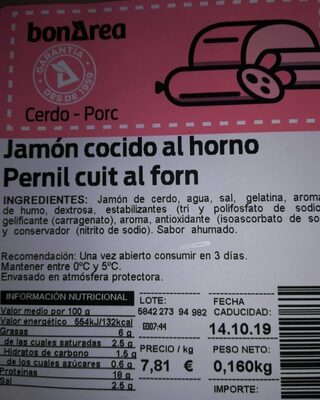 bonÀrea
GARANTÍA
DESDE 1959
Cerdo - Porc
Jamón cocido al horno
Pernil cuit al forn
INGREDIENTES: Jamón de cerdo, agua, sal, gelatina, aroma
de humo, dextrosa, estabilizantes (tri y polifosfato de sodio,
gelificante (carragenato), aroma, antioxidante (isoascorbato de so
y conservador (nitrito de sodio). Sabor ahumado.
Recomendación: Una vez abierto consumir en 3 días.
Mantener entre 0ºC y 5ºC.
Envasado en atmósfera protectora.
INFORMACIÓN NUTRICIONAL
Valor medio por 100 g
Valor energético 554kJ/132kcal
Grasas 6 g
de las cuales saturadas 2.5 g
Hidratos de carbono 1.5 g
de los cuales azúcares 0.6 g
Proteínas 18 g
Sal 2.5 g
LOTE:
5842 273 94 982
07:44
FECHA
CADUCIDAD:
14.10.19
PRECIO / kg
7,81 €
PESO NETO:
0,160kg
IMPORTE: